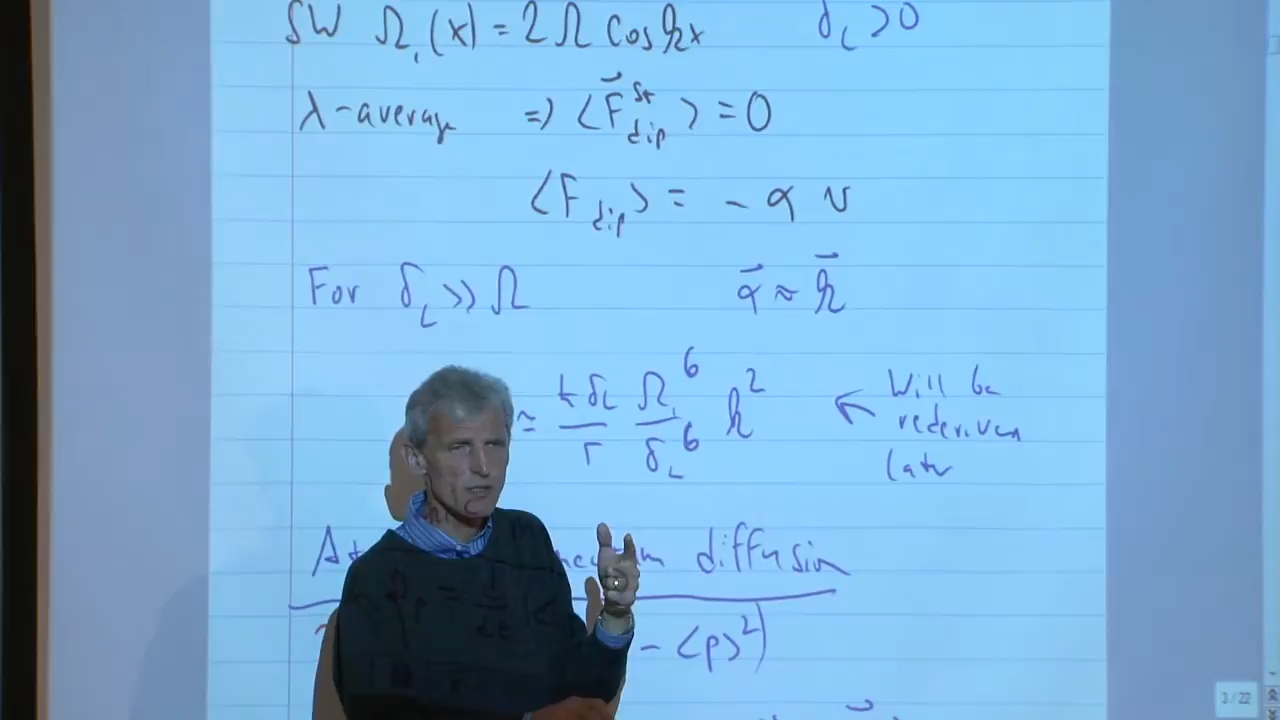 SW Ω₁(x) = 2Ω Cos kx δ_L > 0
λ-average ⇒ ⟨F⃗_dip^st⟩ = 0
⟨F_dip⟩ = - α v
For δ_L >> Ω α⃗ ≈ k⃗
≈ ħδ_L/Γ Ω₁⁶/δ_L⁶ k² ← Will be
rederived
later
diffusion
- ⟨p⟩²)
3 / 22